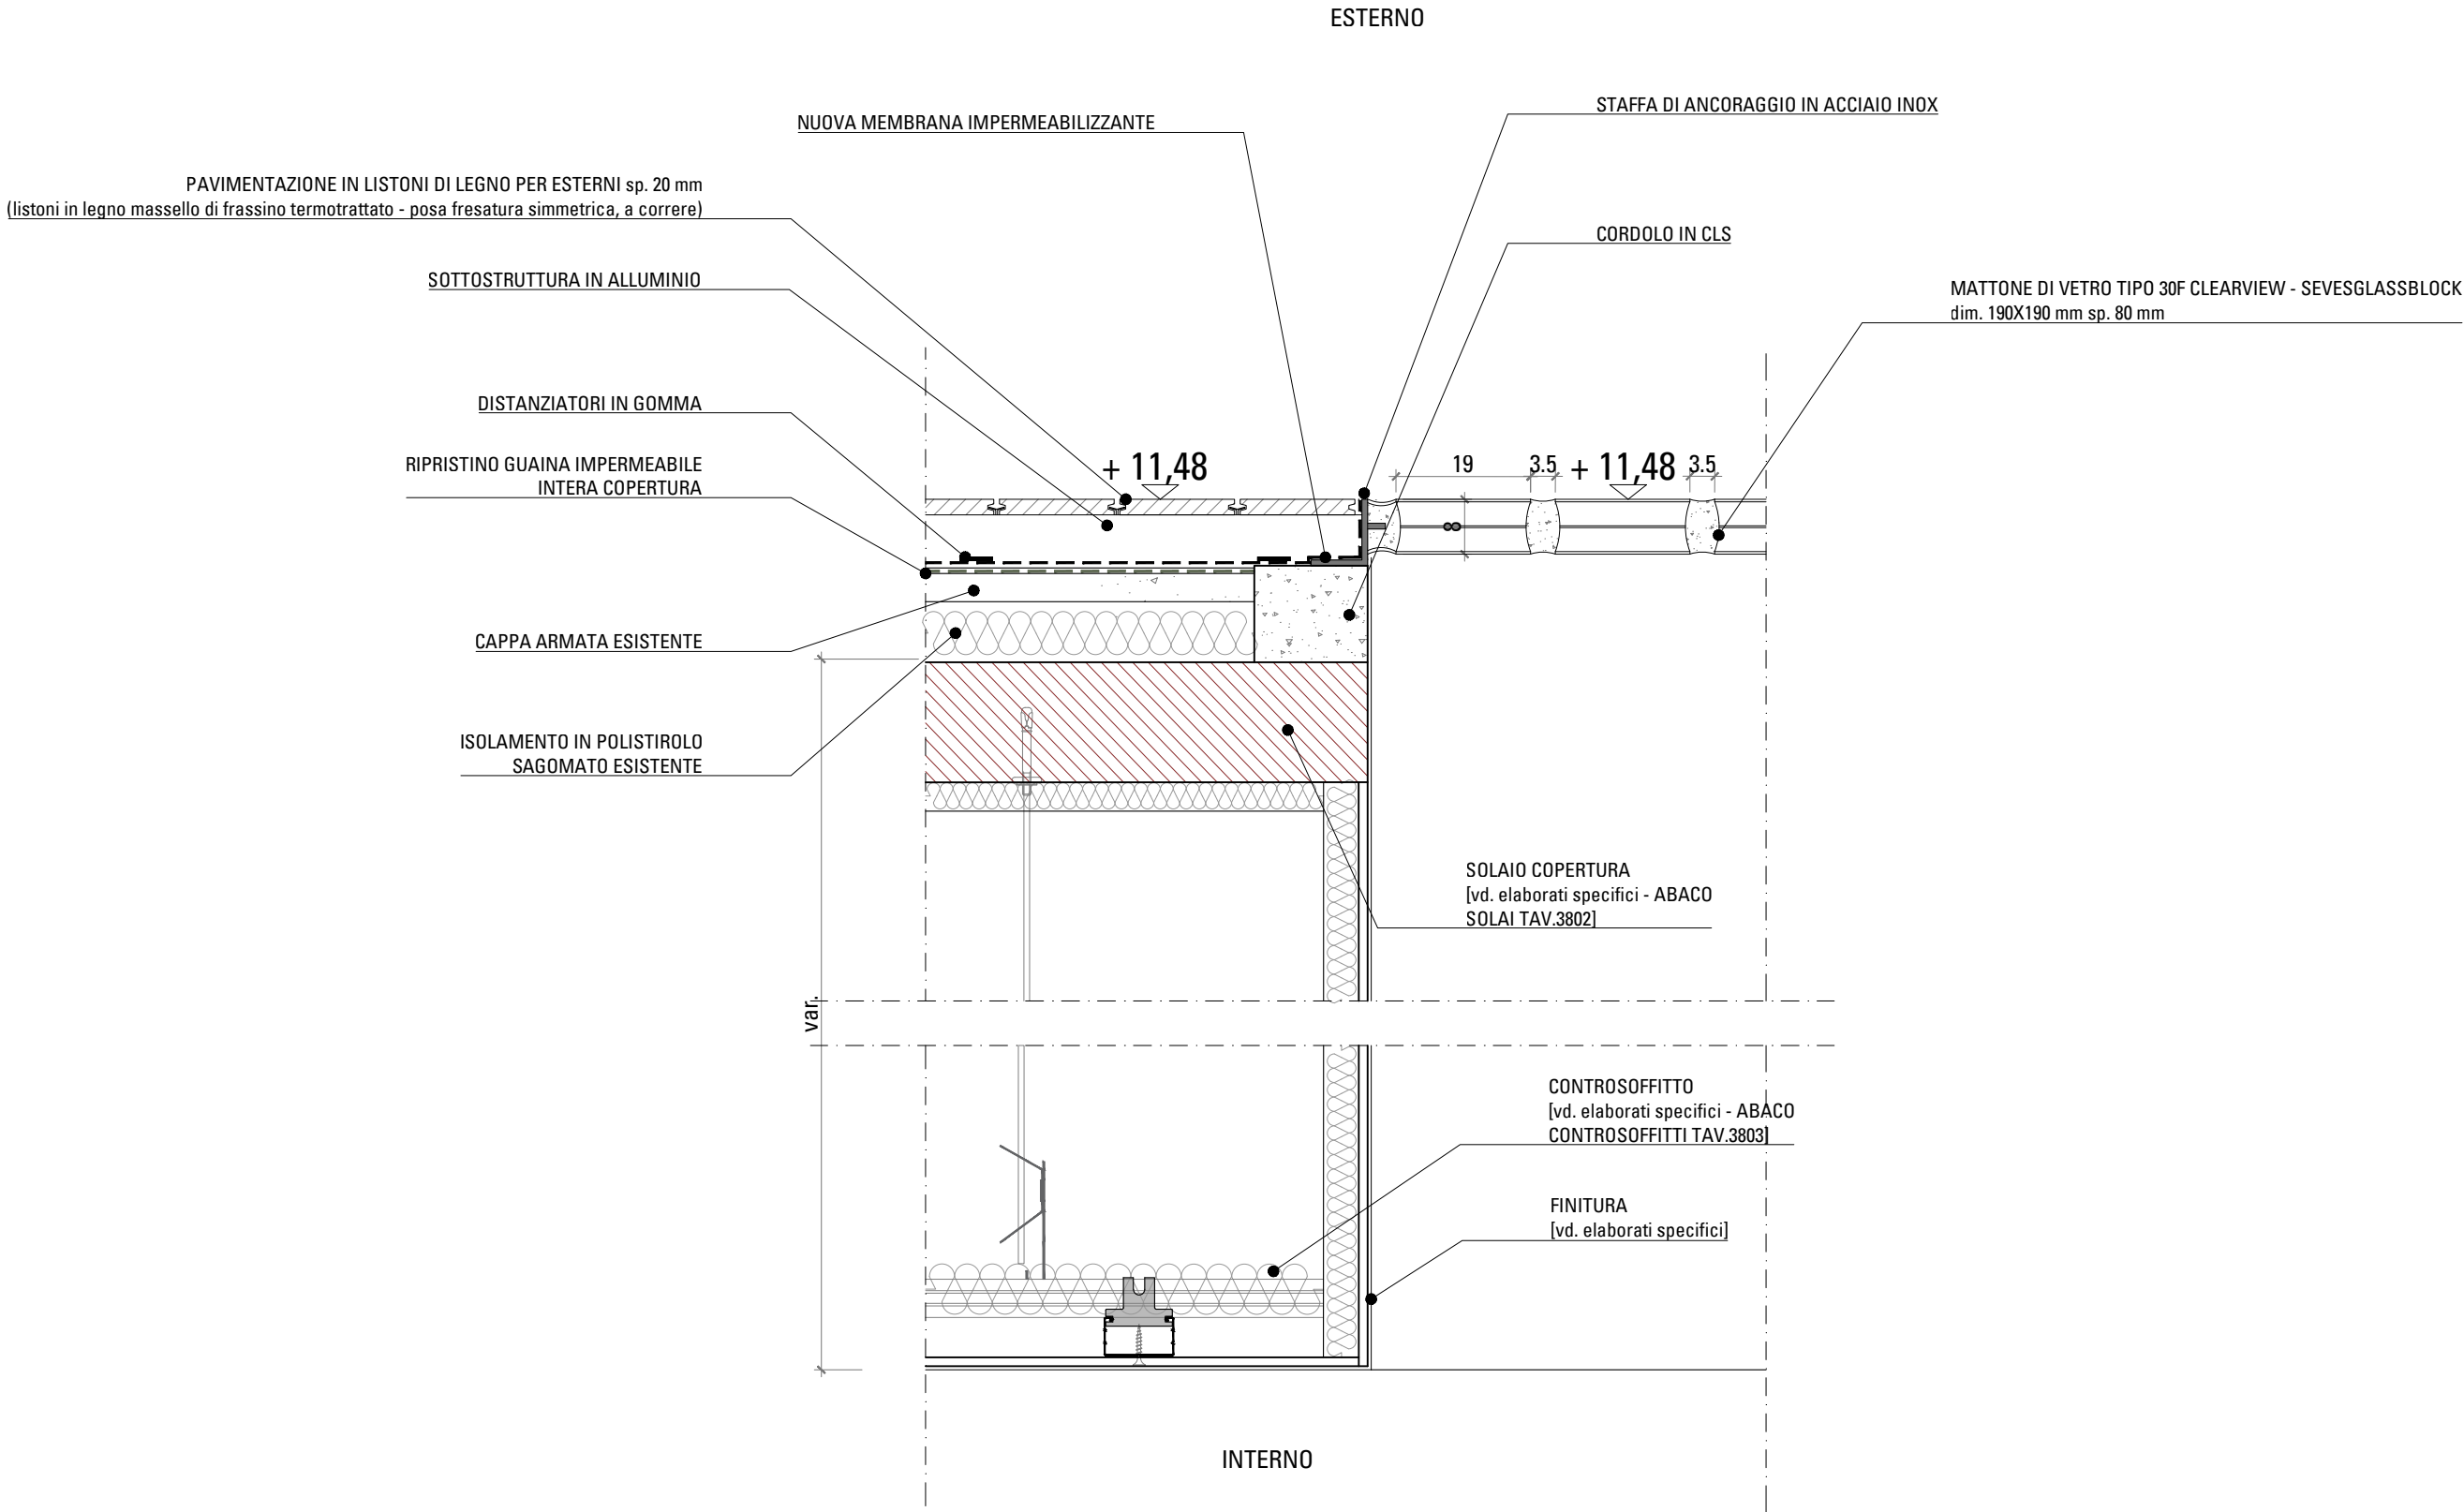 ESTERNO
STAFFA DI ANCORAGGIO IN ACCIAIO INOX
NUOVA MEMBRANA IMPERMEABILIZZANTE
PAVIMENTAZIONE IN LISTONI DI LEGNO PER ESTERNI sp. 20 mm
(listoni in legno massello di frassino termotrattato - posa fresatura simmetrica, a correre)
CORDOLO IN CLS
SOTTOSTRUTTURA IN ALLUMINIO
MATTONE DI VETRO TIPO 30F CLEARVIEW - SEVESGLASSBLOCK
dim. 190X190 mm sp. 80 mm
DISTANZIATORI IN GOMMA
RIPRISTINO GUAINA IMPERMEABILE
INTERA COPERTURA
+ 11,48
19
3.5
+ 11,48
3.5
8
CAPPA ARMATA ESISTENTE
ISOLAMENTO IN POLISTIROLO
SAGOMATO ESISTENTE
SOLAIO COPERTURA
[vd. elaborati specifici - ABACO
SOLAI TAV.3802]
var.
CONTROSOFFITTO
[vd. elaborati specifici - ABACO
CONTROSOFFITTI TAV.3803]
FINITURA
[vd. elaborati specifici]
INTERNO